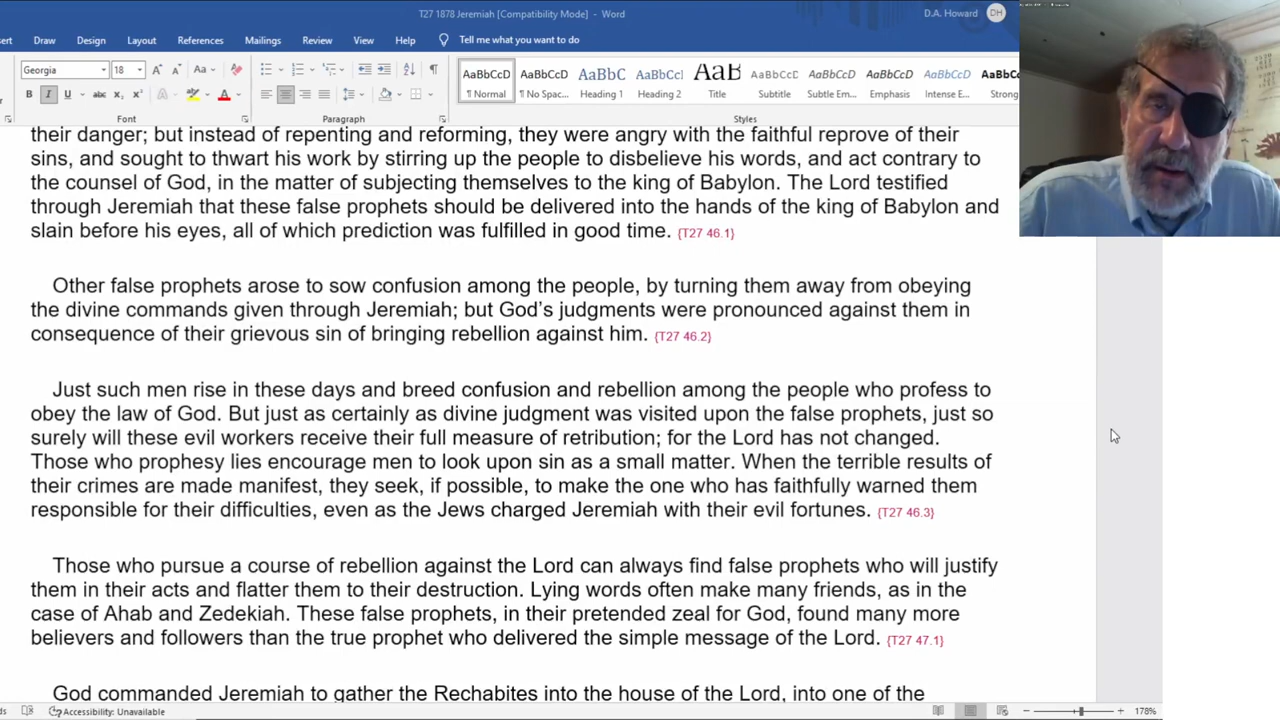 T27 1878 Jeremiah [Compatibility Mode] - Word
D.A. Howard
DH
sert Draw Design Layout References Mailings Review View Help Tell me what you want to do
Georgia 18 Aa
AaBbCcD AaBbCcD AaBbC AaBbCc AaB AaBbCcD AaBbCcD AaBbCcD AaBbCcD AaBbCc
B I U abc x₂ x² A ab A
¶ Normal ¶ No Spac... Heading 1 Heading 2 Title Subtitle Subtle Em... Emphasis Intense E... Strong
Font Paragraph Styles
their danger; but instead of repenting and reforming, they were angry with the faithful reprove of their
sins, and sought to thwart his work by stirring up the people to disbelieve his words, and act contrary to
the counsel of God, in the matter of subjecting themselves to the king of Babylon. The Lord testified
through Jeremiah that these false prophets should be delivered into the hands of the king of Babylon and
slain before his eyes, all of which prediction was fulfilled in good time. {T27 46.1}
Other false prophets arose to sow confusion among the people, by turning them away from obeying
the divine commands given through Jeremiah; but God's judgments were pronounced against them in
consequence of their grievous sin of bringing rebellion against him. {T27 46.2}
Just such men rise in these days and breed confusion and rebellion among the people who profess to
obey the law of God. But just as certainly as divine judgment was visited upon the false prophets, just so
surely will these evil workers receive their full measure of retribution; for the Lord has not changed.
Those who prophesy lies encourage men to look upon sin as a small matter. When the terrible results of
their crimes are made manifest, they seek, if possible, to make the one who has faithfully warned them
responsible for their difficulties, even as the Jews charged Jeremiah with their evil fortunes. {T27 46.3}
Those who pursue a course of rebellion against the Lord can always find false prophets who will justify
them in their acts and flatter them to their destruction. Lying words often make many friends, as in the
case of Ahab and Zedekiah. These false prophets, in their pretended zeal for God, found many more
believers and followers than the true prophet who delivered the simple message of the Lord. {T27 47.1}
God commanded Jeremiah to gather the Rechabites into the house of the Lord, into one of the
ds Accessibility: Unavailable 178%